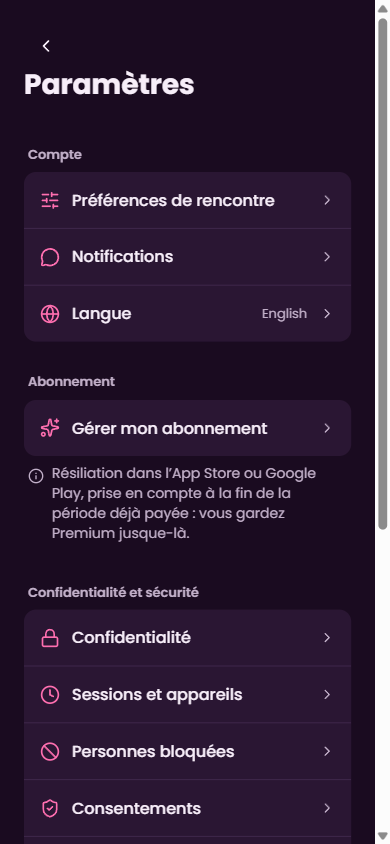 Paramètres
Compte
Préférences de rencontre
Notifications
Langue English
Abonnement
Gérer mon abonnement
Résiliation dans l’App Store ou Google
Play, prise en compte à la fin de la
période déjà payée : vous gardez
Premium jusque-là.
Confidentialité et sécurité
Confidentialité
Sessions et appareils
Personnes bloquées
Consentements